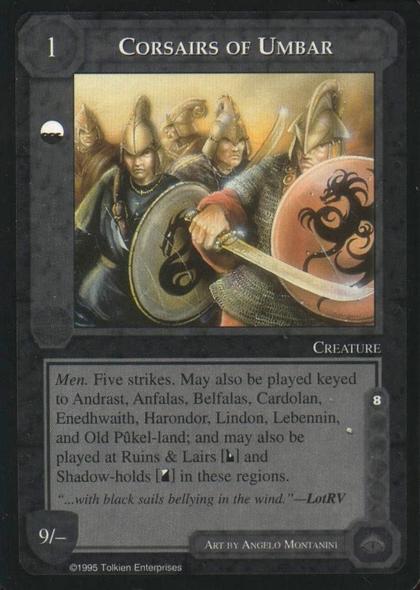 1
CORSAIRS OF UMBAR
CREATURE
Men. Five strikes. May also be played keyed
to Andrast, Anfalas, Belfalas, Cardolan,
Enedhwaith, Harondor, Lindon, Lebennin,
and Old Pûkel-land; and may also be
played at Ruins & Lairs [] and
Shadow-holds [] in these regions.
8
“...with black sails bellying in the wind.”—LotRV
9/–
ART BY ANGELO MONTANINI
©1995 Tolkien Enterprises